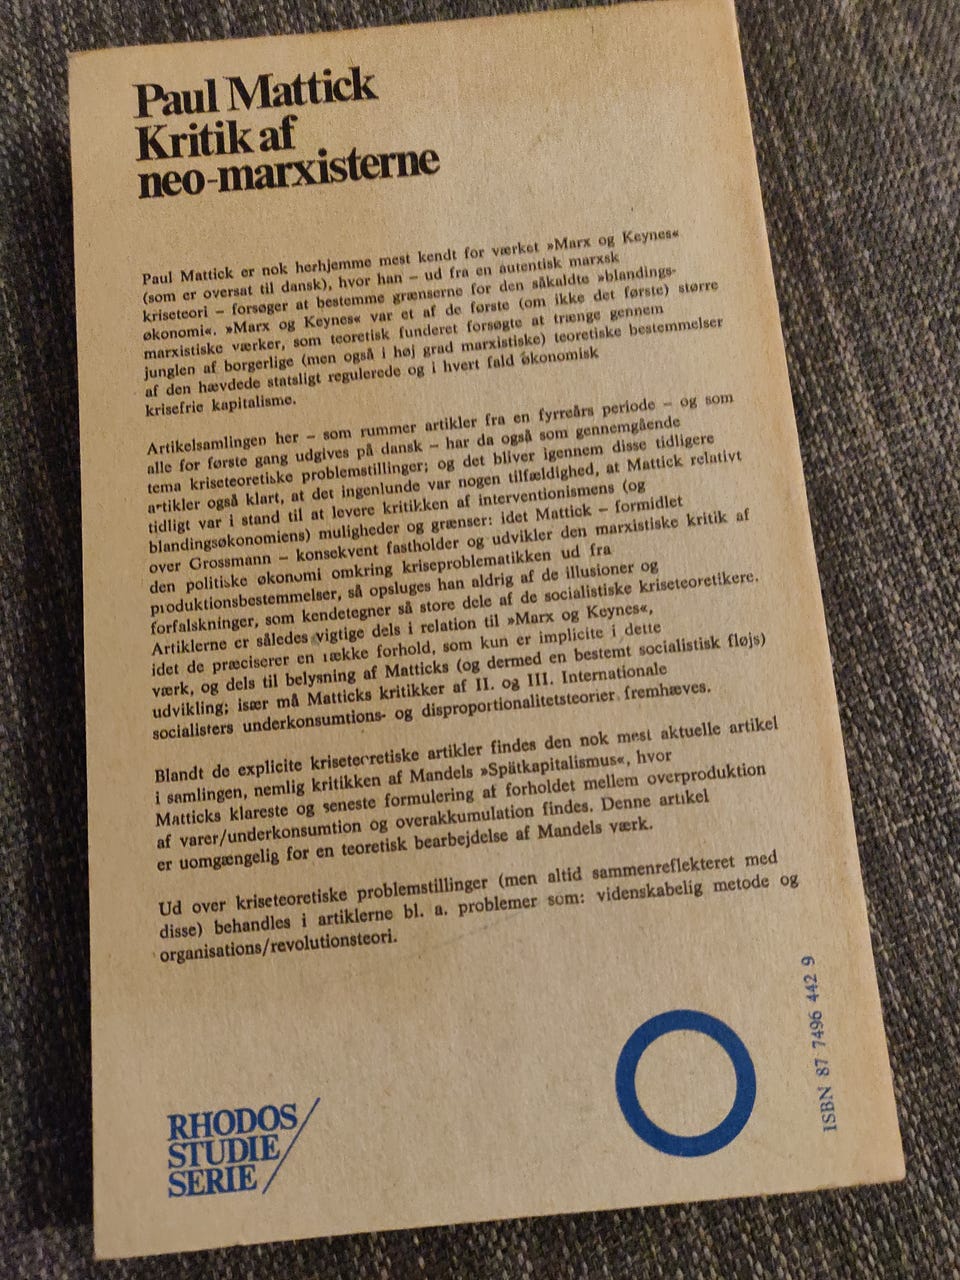 Paul Mattick
Kritik af
neo-marxisterne
Paul Mattick er nok herhjemme mest kendt for værket »Marx og Keynes«
(som er oversat til dansk), hvor han – ud fra en autentisk marxsk
kriseteori – forsøger at bestemme grænserne for den såkaldte »blandings-
økonomi«. »Marx og Keynes« var et af de første (om ikke det første) større
marxistiske værker, som teoretisk funderet forsøgte at trænge gennem
junglen af borgerlige (men også i høj grad marxistiske) teoretiske bestemmelser
af den hævdede statsligt regulerede og i hvert fald økonomisk
krisefrie kapitalisme.
Artikelsamlingen her – som rummer artikler fra en fyrreårs periode – og som
alle for første gang udgives på dansk – har da også som gennemgående
tema kriseteoretiske problemstillinger; og det bliver igennem disse tidligere
artikler også klart, at det ingenlunde var nogen tilfældighed, at Mattick relativt
tidligt var i stand til at levere kritikken af interventionismens (og
blandingsøkonomiens) muligheder og grænser: idet Mattick – formidlet
over Grossmann – konsekvent fastholder og udvikler den marxistiske kritik af
den politiske økonomi omkring kriseproblematikken ud fra
produktionsbestemmelser, så opsluges han aldrig af de illusioner og
forfalskninger, som kendetegner så store dele af de socialistiske kriseteoretikere.
Artiklerne er således vigtige dels i relation til »Marx og Keynes«,
idet de præciserer en række forhold, som kun er implicite i dette
værk, og dels til belysning af Matticks (og dermed en bestemt socialistisk fløjs)
udvikling; især må Matticks kritikker af II. og III. Internationale
socialisters underkonsumtions- og disproportionalitetsteorier fremhæves.
Blandt de explicite kriseteoretiske artikler findes den nok mest aktuelle artikel
i samlingen, nemlig kritikken af Mandels »Spätkapitalismus«, hvor
Matticks klareste og seneste formulering af forholdet mellem overproduktion
af varer/underkonsumtion og overakkumulation findes. Denne artikel
er uomgængelig for en teoretisk bearbejdelse af Mandels værk.
Ud over kriseteoretiske problemstillinger (men altid sammenreflekteret med
disse) behandles i artiklerne bl. a. problemer som: videnskabelig metode og
organisations/revolutionsteori.
RHODOS
STUDIE
SERIE
ISBN 87 7496 442 9